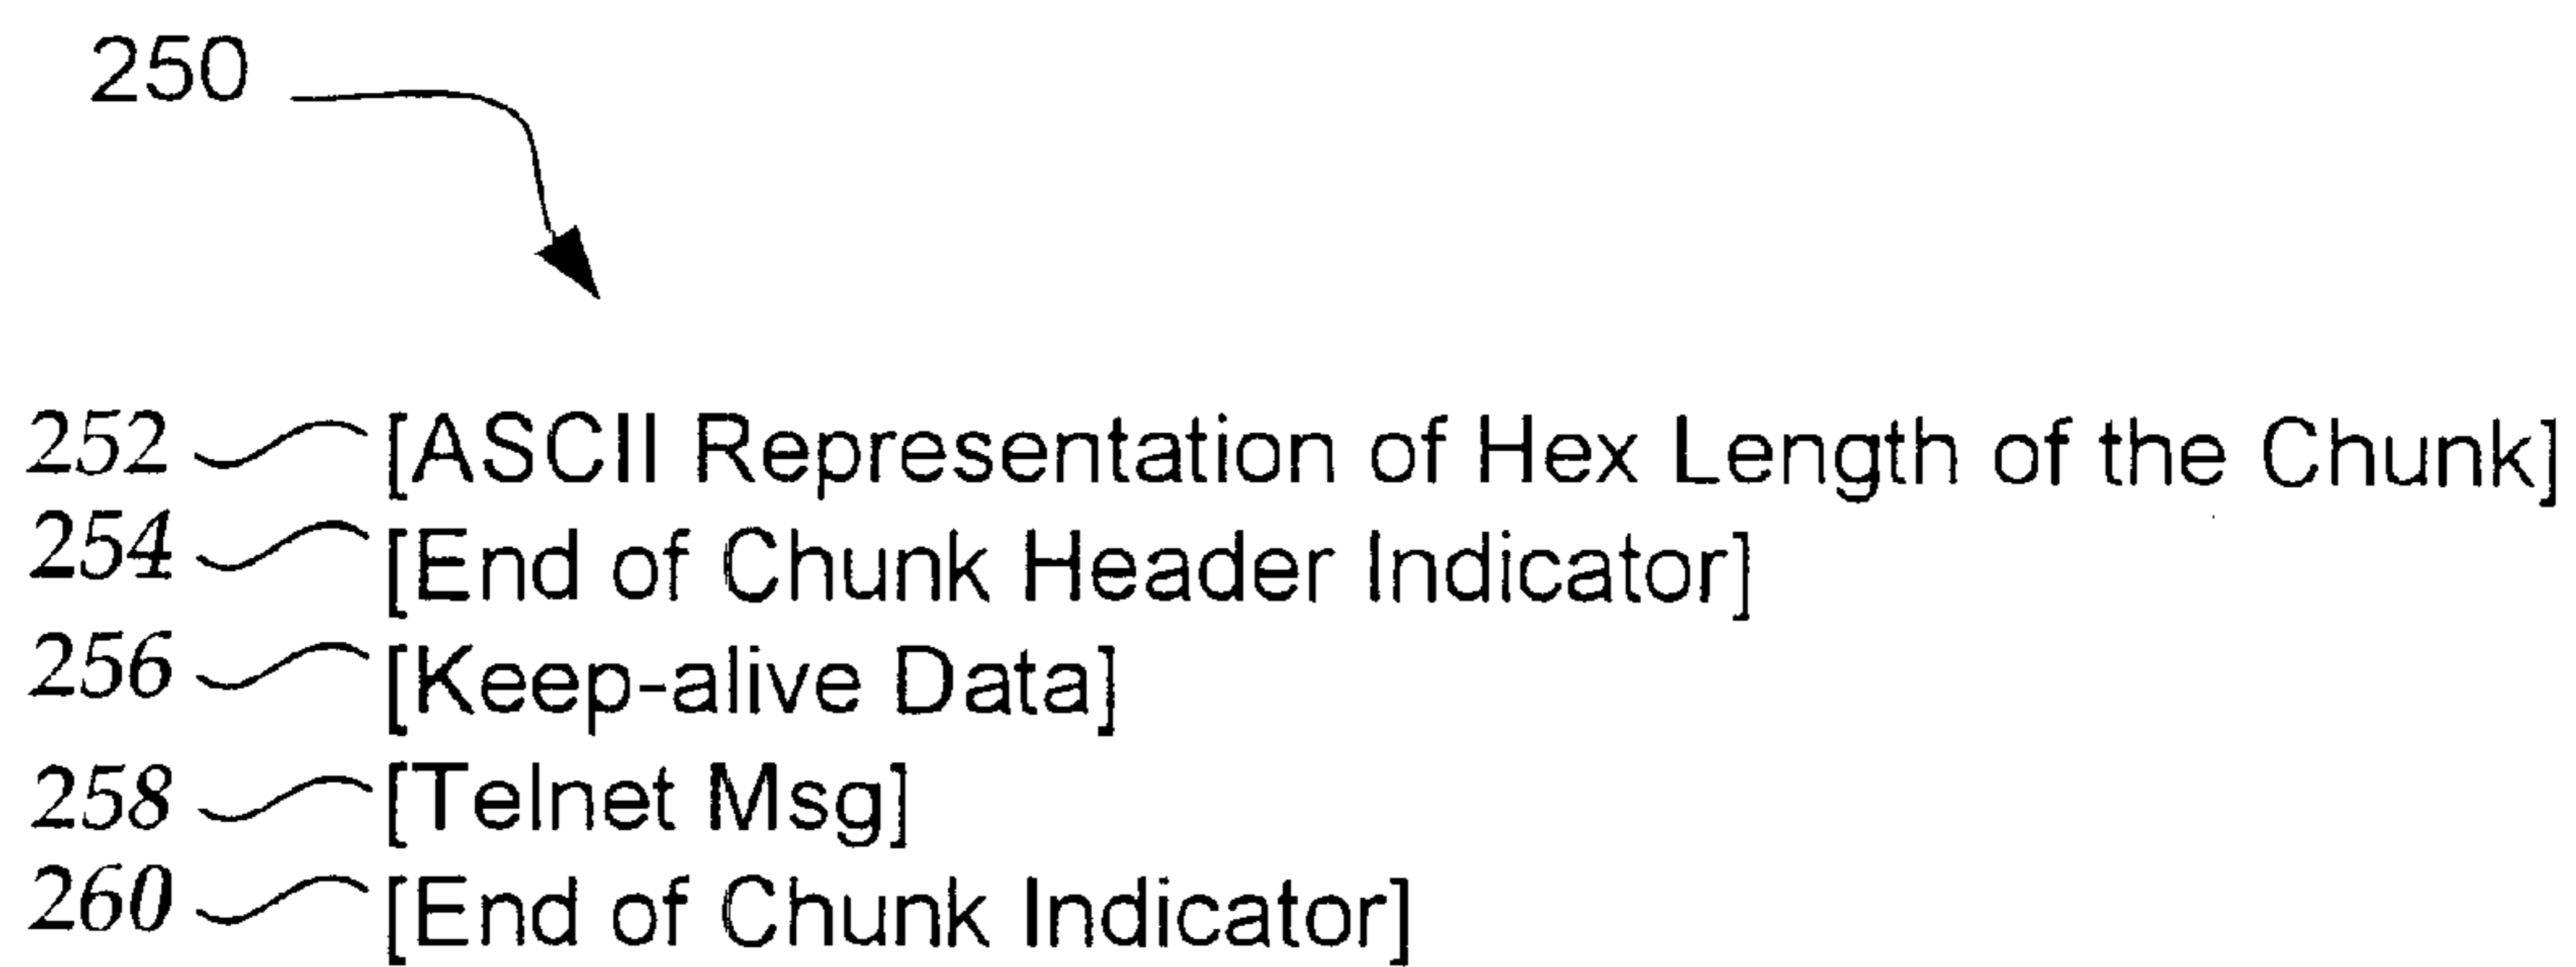 250
252 [ASCII Representation of Hex Length of the Chunk]
254 [End of Chunk Header Indicator]
256 [Keep-alive Data]
258 [Telnet Msg]
260 [End of Chunk Indicator]